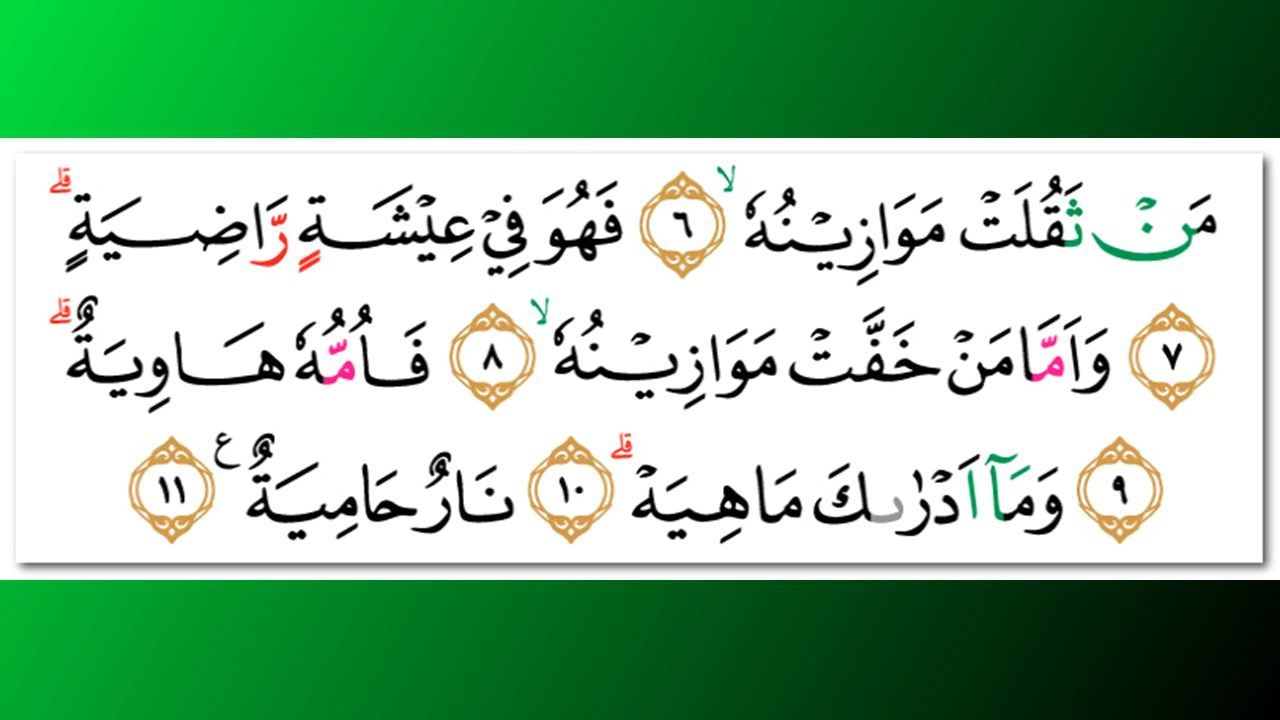 مَنْ ثَقُلَتْ مَوَازِيْنُهٗ ۙ ٦ فَهُوَ فِيْ عِيْشَةٍ رَّاضِيَةٍ ۗ
٧ وَاَمَّا مَنْ خَفَّتْ مَوَازِيْنُهٗ ۙ ٨ فَاُمُّهٗ هَاوِيَةٌ ۗ
٩ وَمَآ اَدْرٰىكَ مَا هِيَهْ ۗ ١٠ نَارٌ حَامِيَةٌ ع ١١